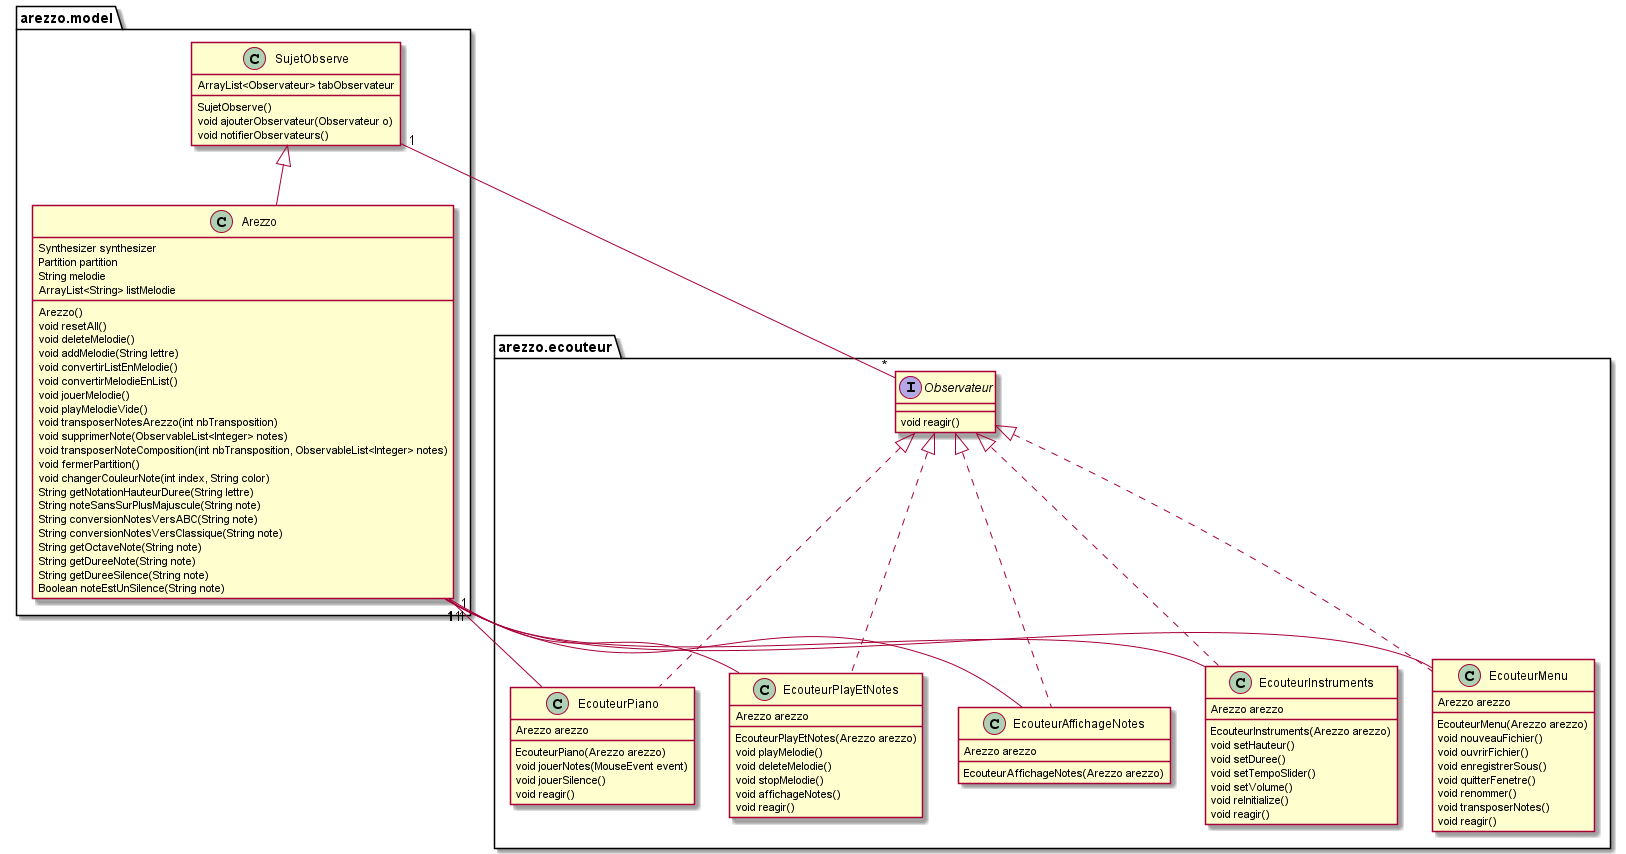 arezzo.model
C SujetObserve
ArrayList<Observateur> tabObservateur
SujetObserve()
void ajouterObservateur(Observateur o)
void notifierObservateurs()
1
C Arezzo
Synthesizer synthesizer
Partition partition
String melodie
ArrayList<String> listMelodie
Arezzo()
void resetAll()
void deleteMelodie()
void addMelodie(String lettre)
void convertirListEnMelodie()
void convertirMelodieEnList()
void jouerMelodie()
void playMelodieVide()
void transposerNotesArezzo(int nbTransposition)
void supprimerNote(ObservableList<Integer> notes)
void transposerNoteComposition(int nbTransposition, ObservableList<Integer> notes)
void fermerPartition()
void changerCouleurNote(int index, String color)
String getNotationHauteurDuree(String lettre)
String noteSansSurPlusMajuscule(String note)
String conversionNotesVersABC(String note)
String conversionNotesVersClassique(String note)
String getOctaveNote(String note)
String getDureeNote(String note)
String getDureeSilence(String note)
Boolean noteEstUnSilence(String note)
1
arezzo.ecouteur
*
I Observateur
void reagir()
C EcouteurPiano
Arezzo arezzo
EcouteurPiano(Arezzo arezzo)
void jouerNotes(MouseEvent event)
void jouerSilence()
void reagir()
C EcouteurPlayEtNotes
Arezzo arezzo
EcouteurPlayEtNotes(Arezzo arezzo)
void playMelodie()
void deleteMelodie()
void stopMelodie()
void affichageNotes()
void reagir()
C EcouteurAffichageNotes
Arezzo arezzo
EcouteurAffichageNotes(Arezzo arezzo)
C EcouteurInstruments
Arezzo arezzo
EcouteurInstruments(Arezzo arezzo)
void setHauteur()
void setDuree()
void setTempoSlider()
void setVolume()
void reInitialize()
void reagir()
C EcouteurMenu
Arezzo arezzo
EcouteurMenu(Arezzo arezzo)
void nouveauFichier()
void ouvrirFichier()
void enregistrerSous()
void quitterFenetre()
void renommer()
void transposerNotes()
void reagir()